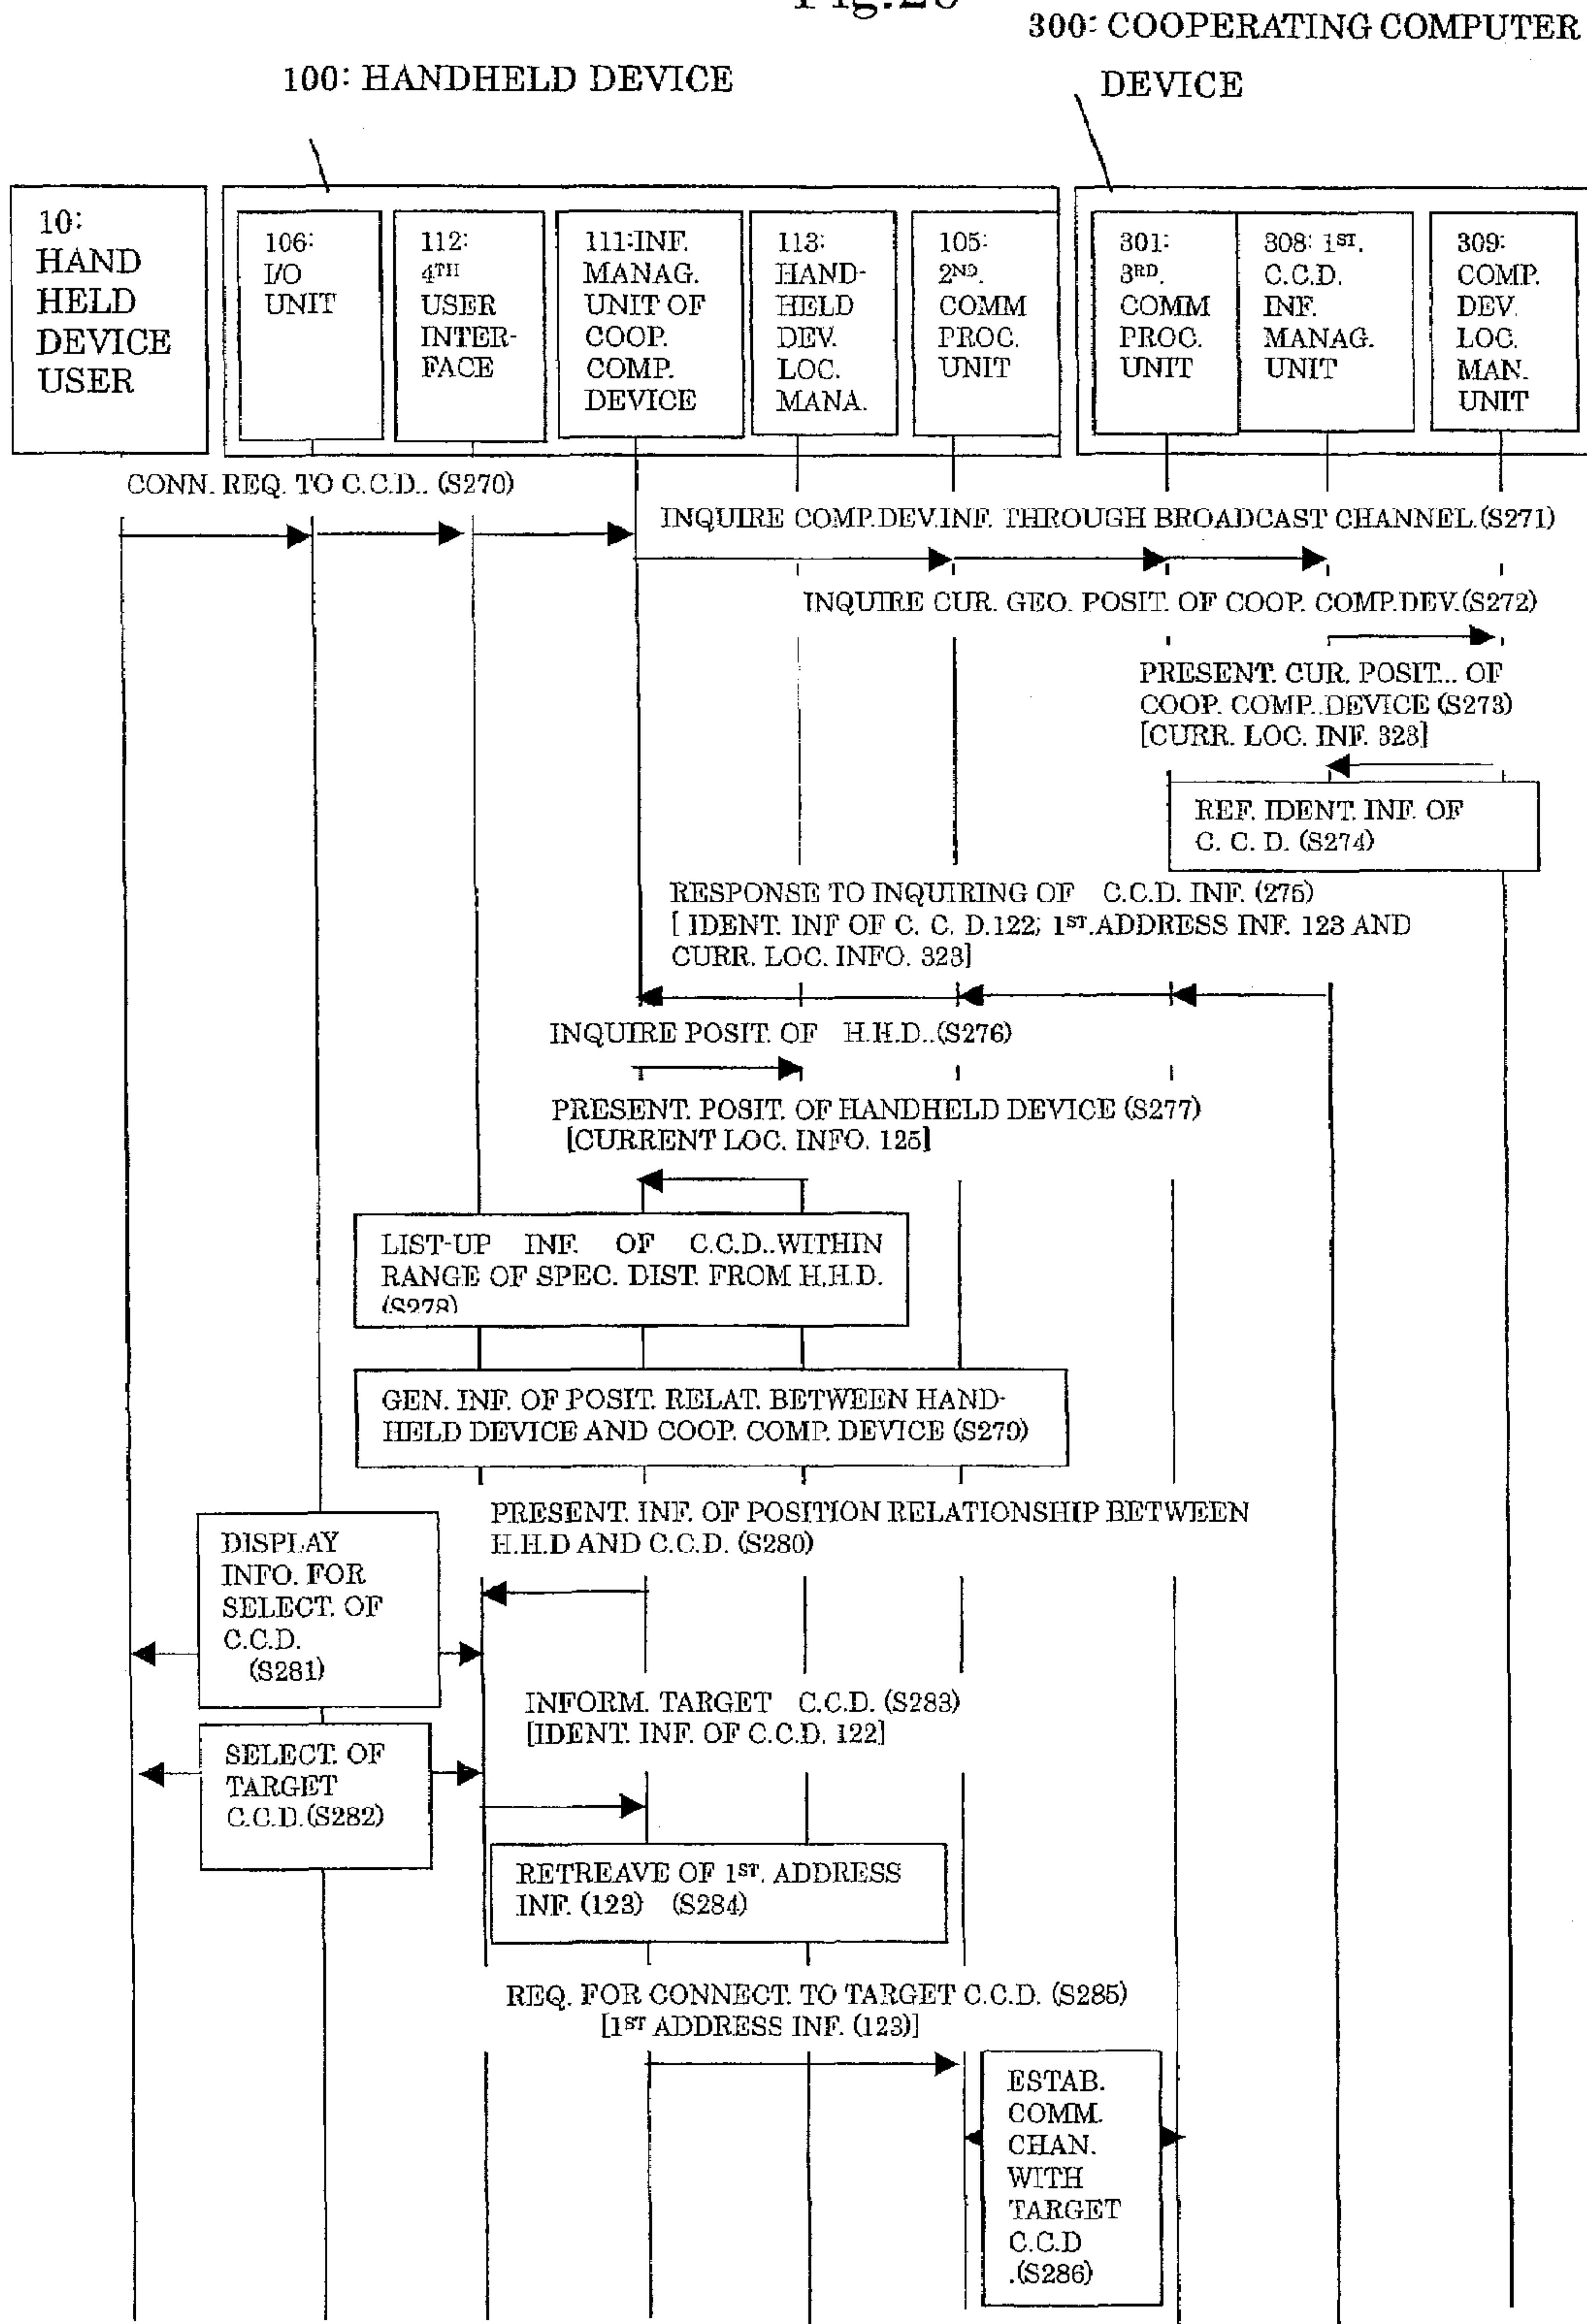 300: COOPERATING COMPUTER
DEVICE
100: HANDHELD DEVICE
10:
HAND
HELD
DEVICE
USER
106:
I/O
UNIT
112:
4TH
USER
INTER-
FACE
111:INF.
MANAG.
UNIT OF
COOP.
COMP.
DEVICE
113:
HAND-
HELD
DEV.
LOC.
MANA.
105:
2ND.
COMM
PROC.
UNIT
301:
3RD.
COMM
PROC.
UNIT
308: 1ST.
C.C.D.
INF.
MANAG.
UNIT
309:
COMP.
DEV.
LOC.
MAN.
UNIT
CONN. REQ. TO C.C.D.. (S270)
INQUIRE COMP.DEV.INF. THROUGH BROADCAST CHANNEL.(S271)
INQUIRE CUR. GEO. POSIT. OF COOP. COMP.DEV.(S272)
PRESENT. CUR. POSIT... OF
COOP. COMP..DEVICE (S273)
[CURR. LOC. INF. 323]
REF. IDENT. INF. OF
C. C. D. (S274)
RESPONSE TO INQUIRING OF C.C.D. INF. (275)
[ IDENT. INF OF C. C. D.122; 1ST.ADDRESS INF. 123 AND
CURR. LOC. INFO. 323]
INQUIRE POSIT. OF H.H.D..(S276)
PRESENT. POSIT. OF HANDHELD DEVICE (S277)
[CURRENT LOC. INFO. 125]
LIST-UP INF. OF C.C.D..WITHIN
RANGE OF SPEC. DIST. FROM H.H.D.
(S278)
GEN. INF. OF POSIT. RELAT. BETWEEN HAND-
HELD DEVICE AND COOP. COMP. DEVICE (S279)
PRESENT. INF. OF POSITION RELATIONSHIP BETWEEN
H.H.D AND C.C.D. (S280)
DISPLAY
INFO. FOR
SELECT. OF
C.C.D.
(S281)
INFORM. TARGET C.C.D. (S283)
[IDENT. INF. OF C.C.D. 122]
SELECT. OF
TARGET
C.C.D.(S282)
RETREAVE OF 1ST. ADDRESS
INF. (123) (S284)
REQ. FOR CONNECT. TO TARGET C.C.D. (S285)
[1ST ADDRESS INF. (123)]
ESTAB.
COMM.
CHAN.
WITH
TARGET
C.C.D
.(S286)